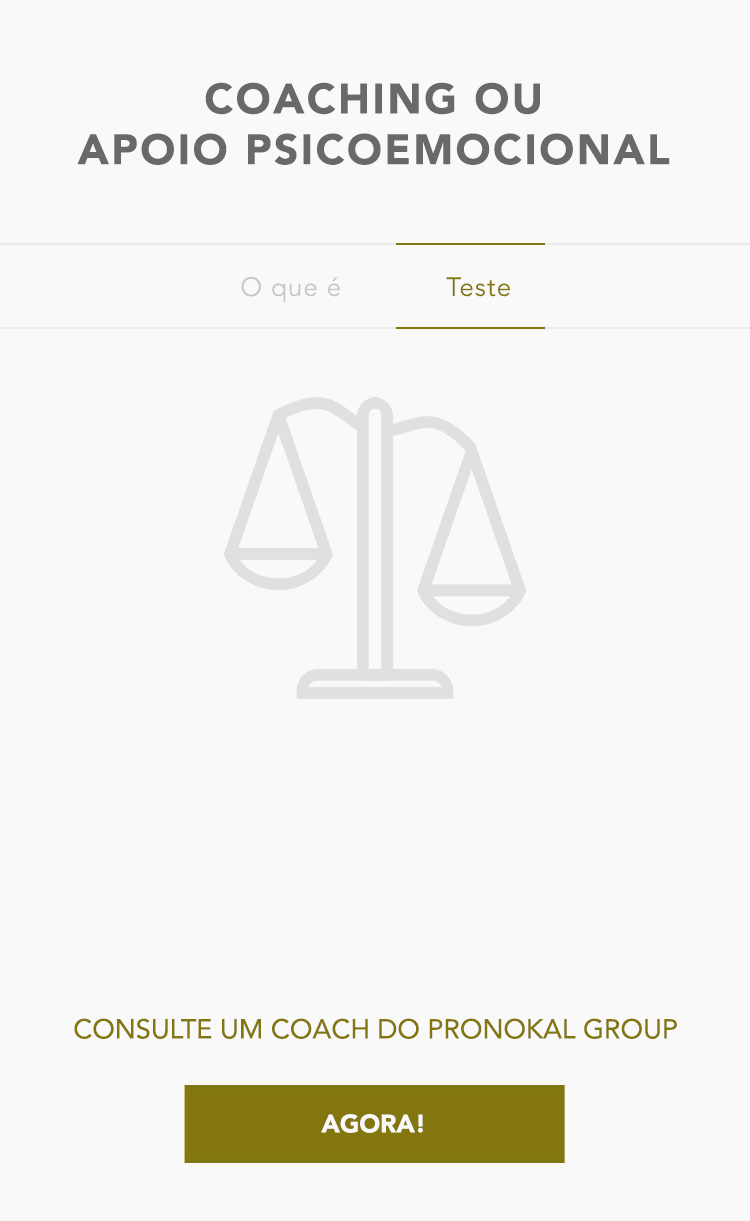 COACHING OU
APOIO PSICOEMOCIONAL
O que é Teste
CONSULTE UM COACH DO PRONOKAL GROUP
AGORA!